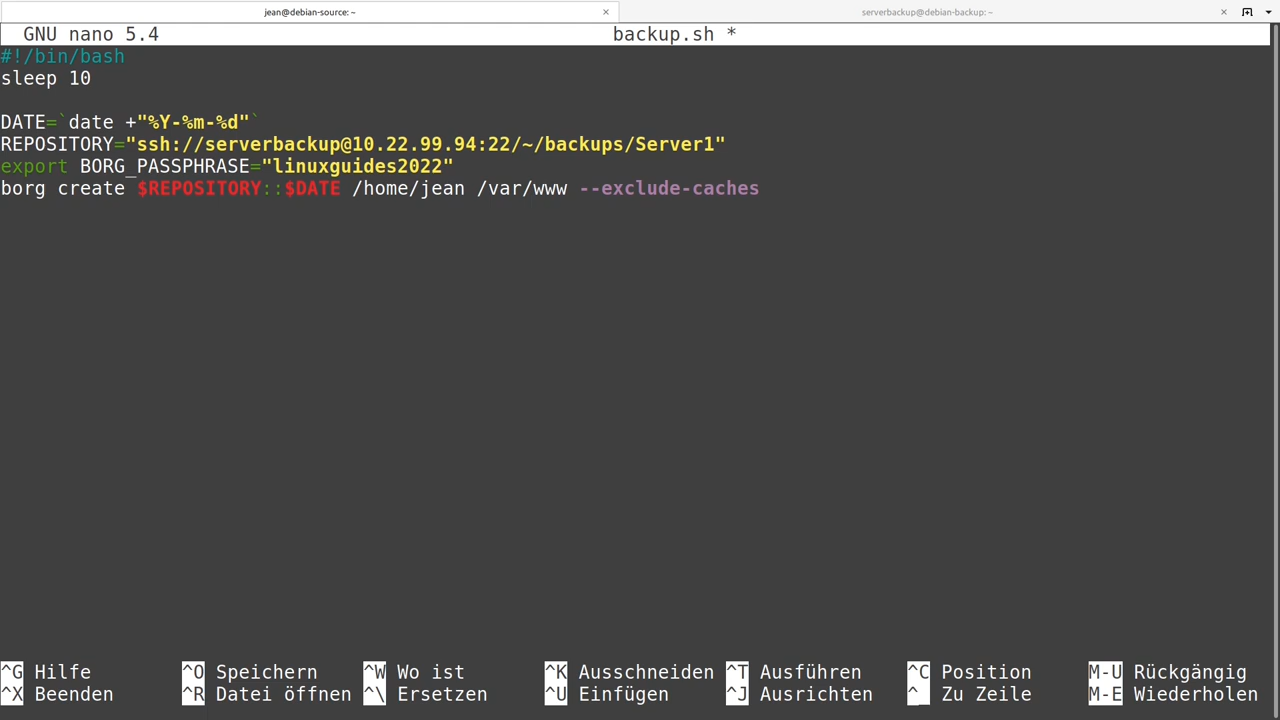 jean@debian-source: ~
serverbackup@debian-backup: ~
GNU nano 5.4 backup.sh *
#!/bin/bash
sleep 10
DATE=`date +"%Y-%m-%d"`
REPOSITORY="ssh://serverbackup@10.22.99.94:22/~/backups/Server1"
export BORG_PASSPHRASE="linuxguides2022"
borg create $REPOSITORY::$DATE /home/jean /var/www --exclude-caches
^G Hilfe ^O Speichern ^W Wo ist ^K Ausschneiden ^T Ausführen ^C Position M-U Rückgängig
^X Beenden ^R Datei öffnen ^\ Ersetzen ^U Einfügen ^J Ausrichten ^_ Zu Zeile M-E Wiederholen